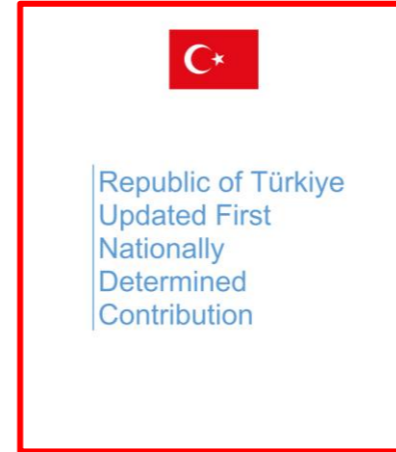 Republic of Türkiye
Updated First
Nationally
Determined
Contribution